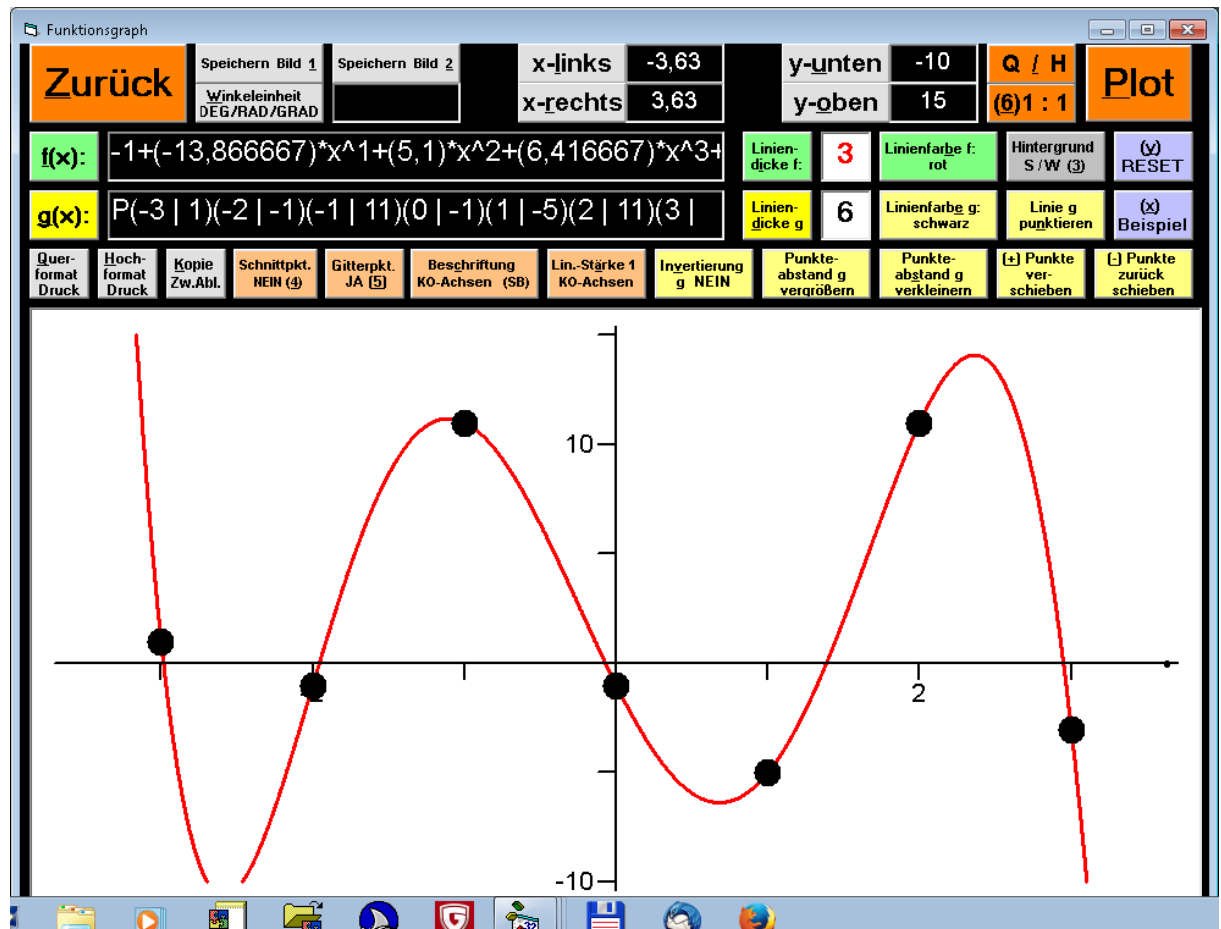 Funktionsgraph
Zurück
Speichern Bild 1
Speichern Bild 2
Winkeleinheit
DEG/RAD/GRAD
x-links
-3,63
x-rechts
3,63
y-unten
-10
y-oben
15
Q / H
(6)1 : 1
Plot
f(x):
-1+(-13,866667)*x^1+(5,1)*x^2+(6,416667)*x^3+
Linien-
dicke f:
3
Linienfarbe f:
rot
Hintergrund
S / W (3)
(y)
RESET
g(x):
P(-3 | 1)(-2 | -1)(-1 | 11)(0 | -1)(1 | -5)(2 | 11)(3 |
Linien-
dicke g
6
Linienfarbe g:
schwarz
Linie g
punktieren
(x)
Beispiel
Quer-
format
Druck
Hoch-
format
Druck
Kopie
Zw.Abl.
Schnittpkt.
NEIN (4)
Gitterpkt.
JA (5)
Beschriftung
KO-Achsen (SB)
Lin.-Stärke 1
KO-Achsen
Invertierung
g NEIN
Punkte-
abstand g
vergrößern
Punkte-
abstand g
verkleinern
(+) Punkte
ver-
schieben
(-) Punkte
zurück
schieben
10
2
-10